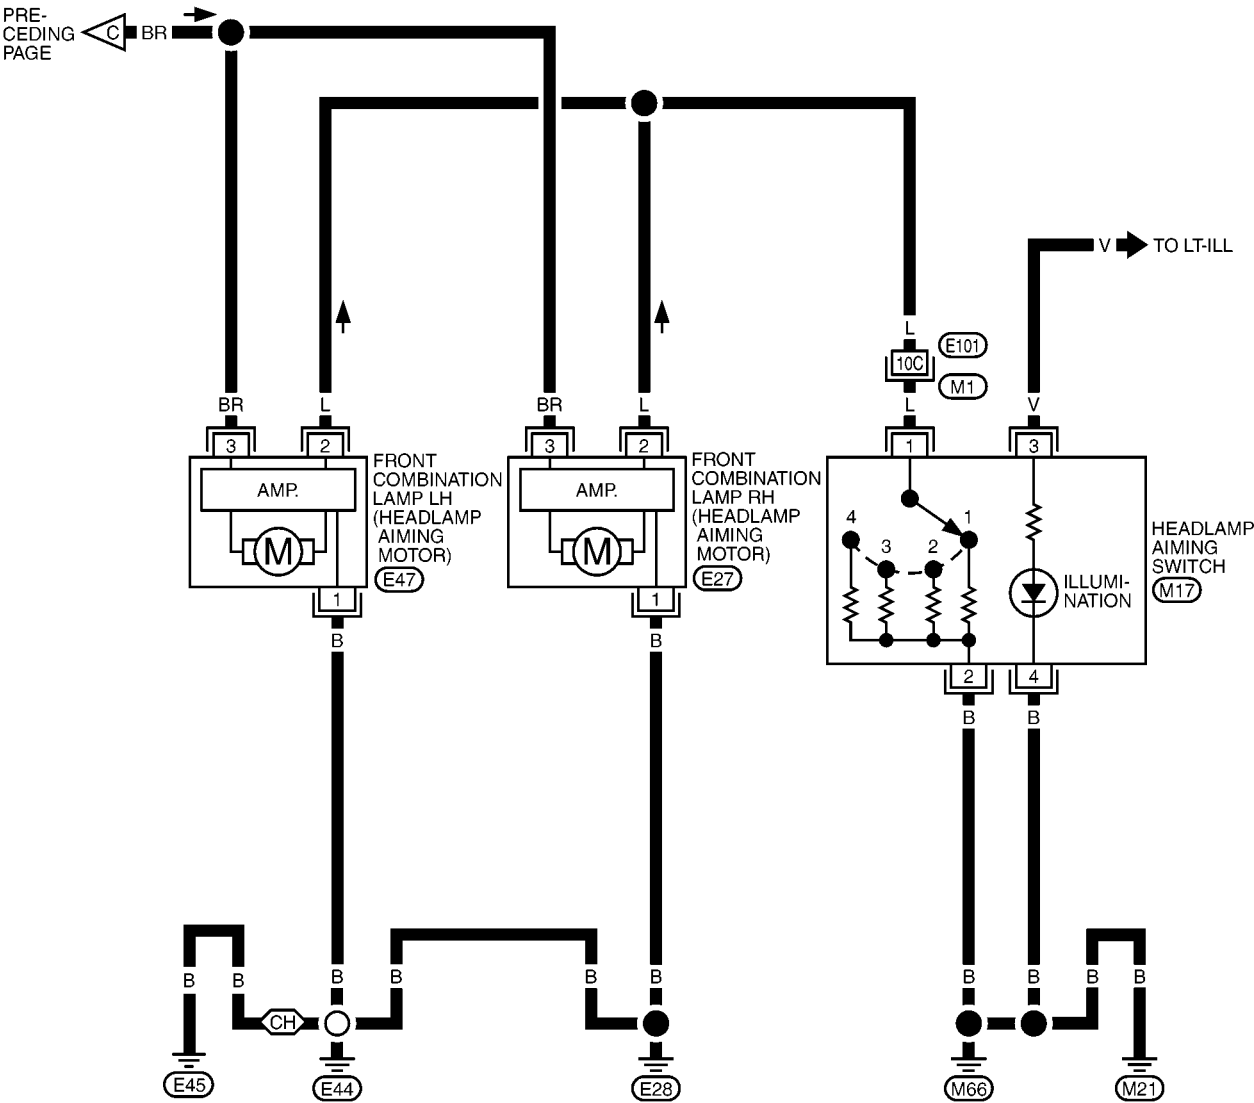 PRE-
CEDING
PAGE
C
BR
V
TO LT-ILL
L
E101
10C
M1
BR
L
BR
L
L
V
3
2
3
2
1
3
AMP.
M
1
FRONT
COMBINATION
LAMP LH
(HEADLAMP
AIMING
MOTOR)
E47
AMP.
M
1
FRONT
COMBINATION
LAMP RH
(HEADLAMP
AIMING
MOTOR)
E27
4
3
2
1
ILLUMI-
NATION
HEADLAMP
AIMING
SWITCH
M17
2
4
B
B
B
B
B
B
B
B
B
B
B
B
B
B
CH
E45
E44
E28
M66
M21